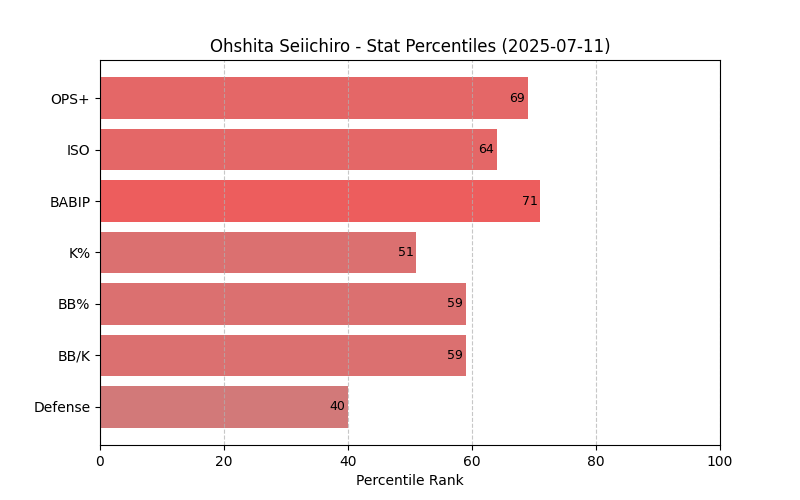 Ohshita Seiichiro - Stat Percentiles (2025-07-11)
OPS+ 69
ISO 64
BABIP 71
K% 51
BB% 59
BB/K 59
Defense 40
0 20 40 60 80 100
Percentile Rank